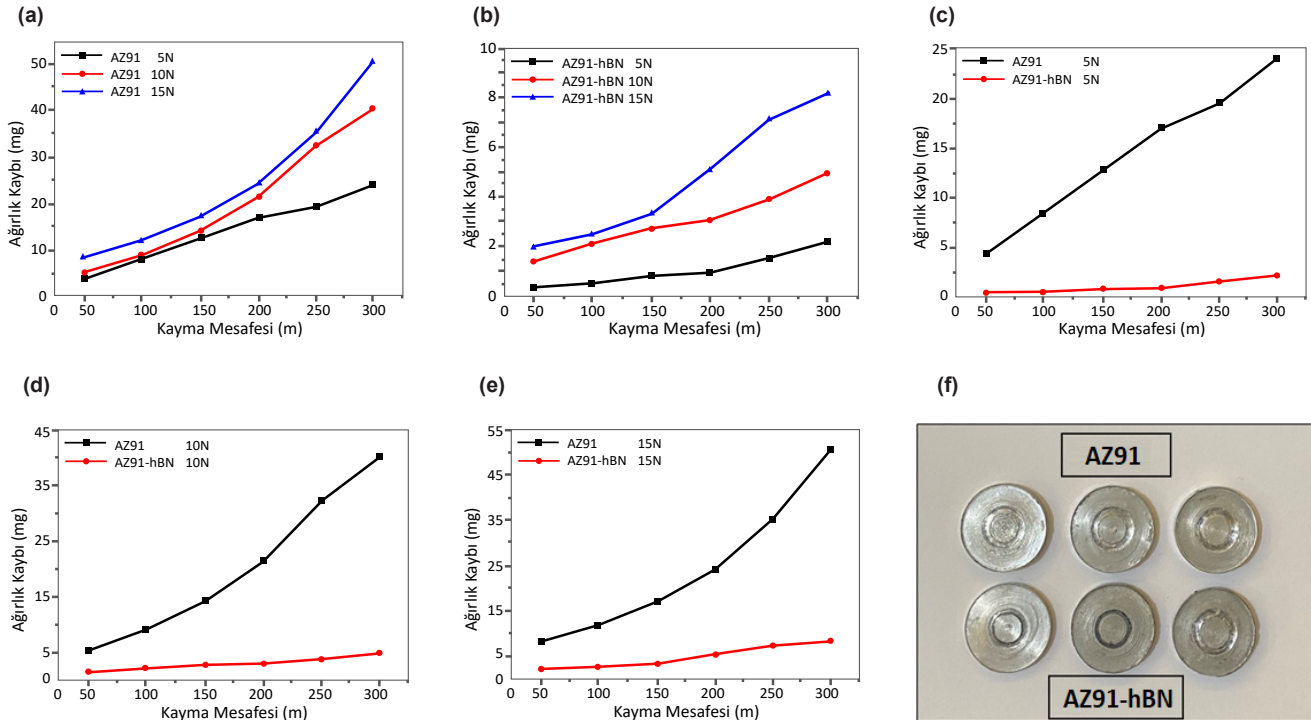 (a)
AZ91 5N
AZ91 10N
AZ91 15N
Ağırlık Kaybı (mg)
50
40
30
20
10
0
0 50 100 150 200 250 300
Kayma Mesafesi (m)
(b)
AZ91-hBN 5N
AZ91-hBN 10N
AZ91-hBN 15N
Ağırlık Kaybı (mg)
10
8
6
4
2
0
0 50 100 150 200 250 300
Kayma Mesafesi (m)
(c)
AZ91 5N
AZ91-hBN 5N
Ağırlık Kaybı (mg)
25
20
15
10
5
0
0 50 100 150 200 250 300
Kayma Mesafesi (m)
(d)
AZ91 10N
AZ91-hBN 10N
Ağırlık Kaybı (mg)
45
35
25
15
5
0
0 50 100 150 200 250 300
Kayma Mesafesi (m)
(e)
AZ91 15N
AZ91-hBN 15N
Ağırlık Kaybı (mg)
55
45
35
25
15
5
0
0 50 100 150 200 250 300
Kayma Mesafesi (m)
(f)
AZ91
AZ91-hBN